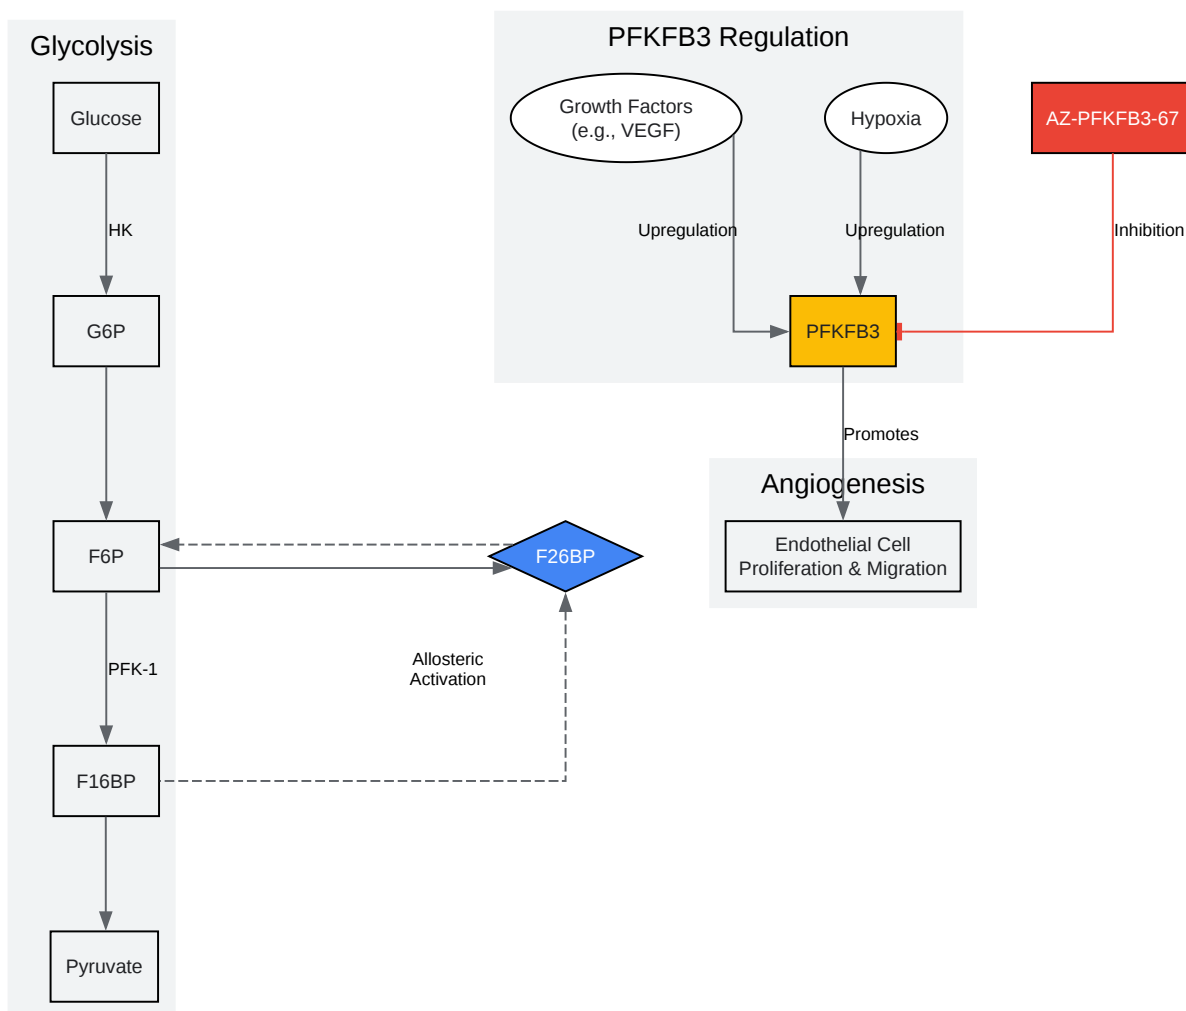 Glycolysis
PFKFB3 Regulation
Glucose
Growth Factors
(e.g., VEGF)
Hypoxia
AZ-PFKFB3-67
HK
Upregulation
Upregulation
Inhibition
G6P
PFKFB3
Promotes
Angiogenesis
F6P
F26BP
Endothelial Cell
Proliferation & Migration
PFK-1
Allosteric
Activation
F16BP
Pyruvate